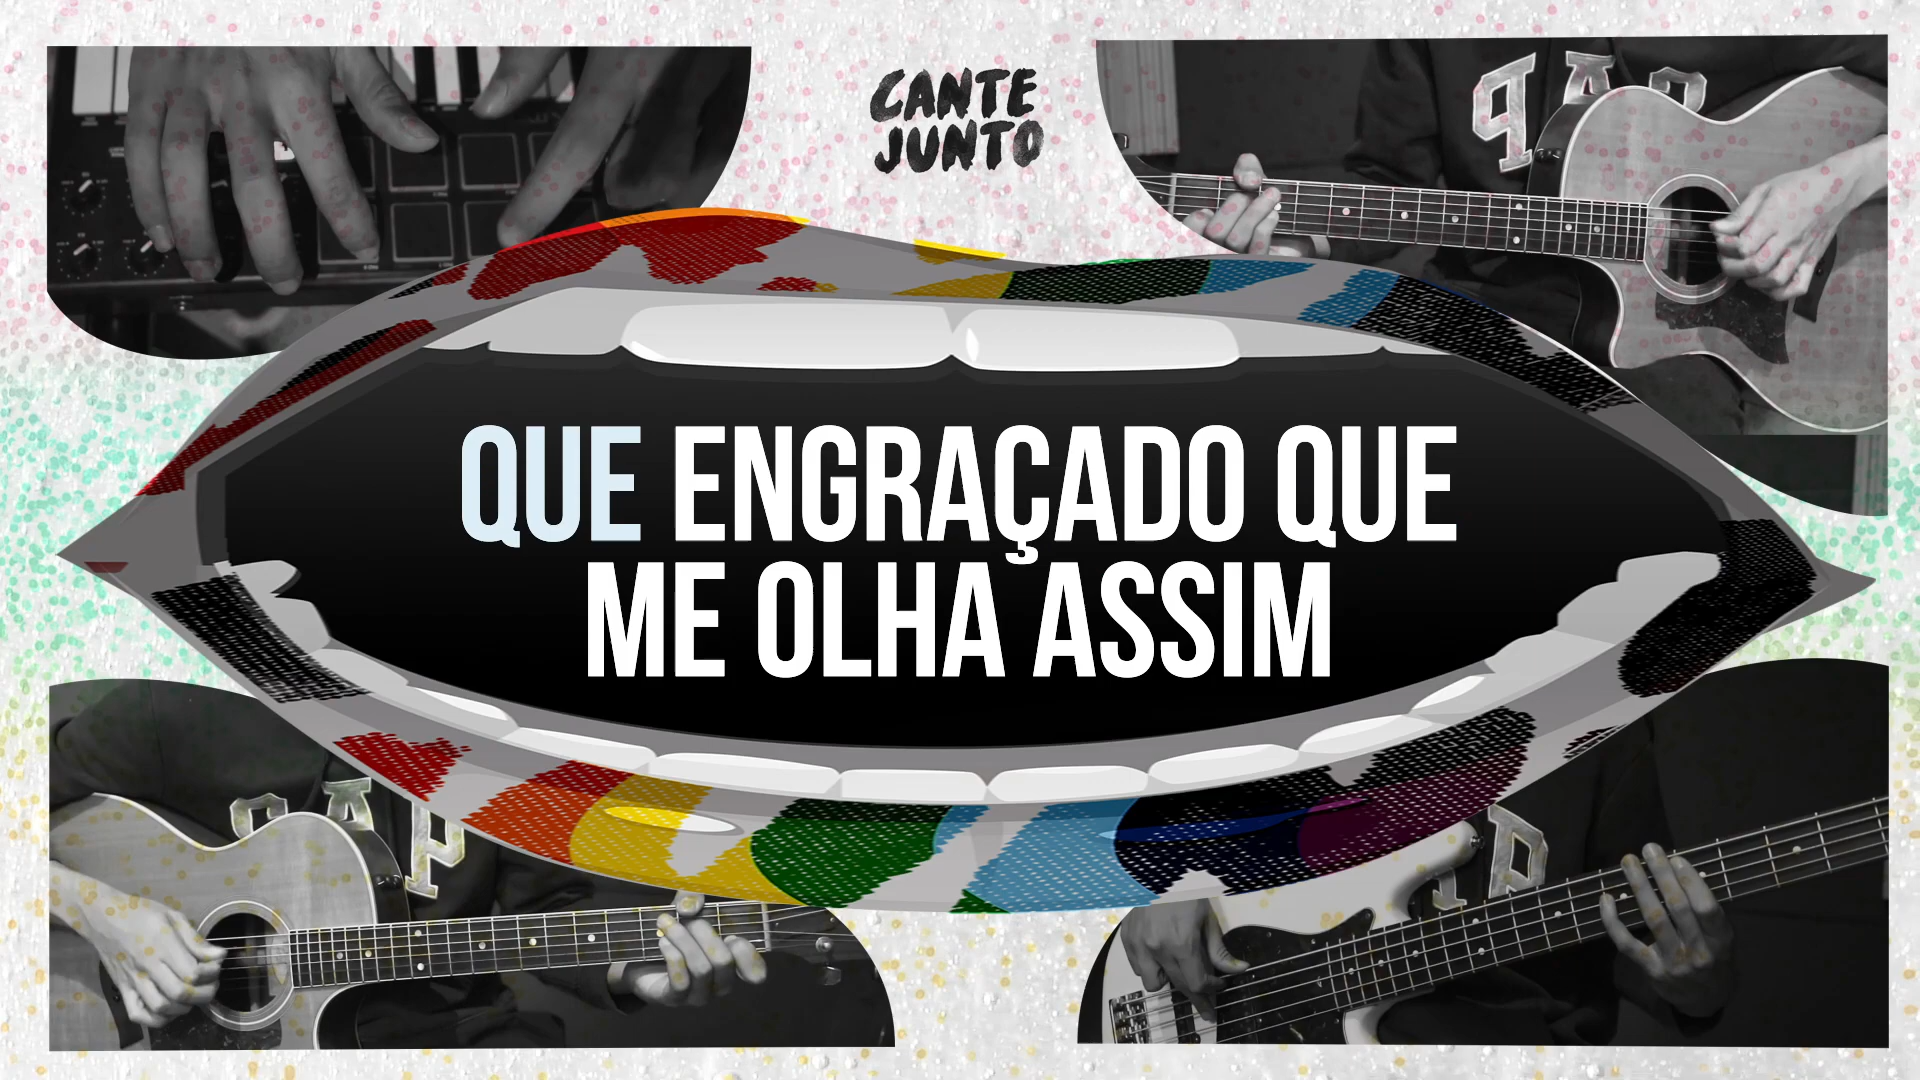 CANTE
JUNTO
QUE ENGRAÇADO QUE
ME OLHA ASSIM